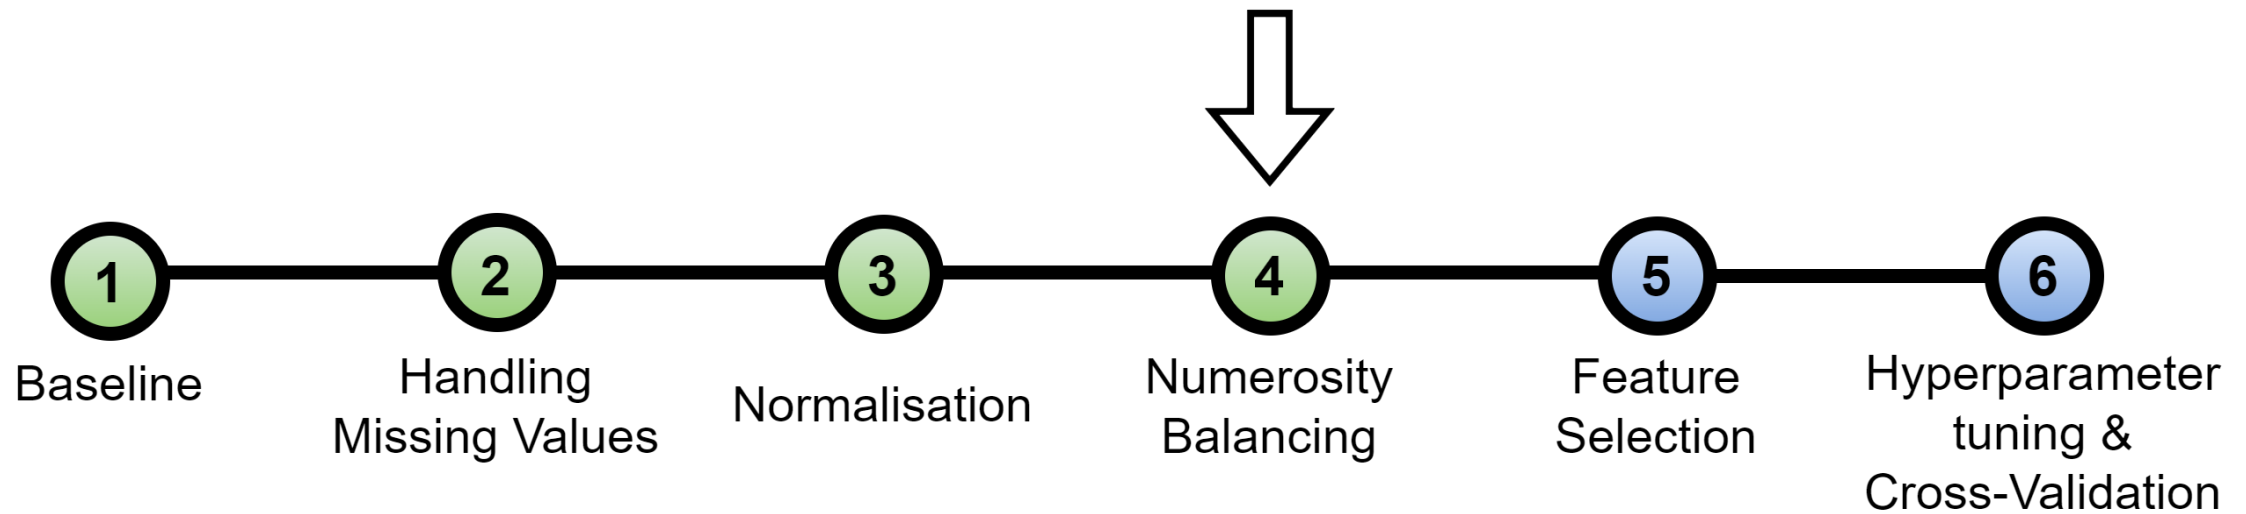 1
2
3
4
5
6
Baseline
Handling
Missing Values
Normalisation
Numerosity
Balancing
Feature
Selection
Hyperparameter
tuning &
Cross-Validation